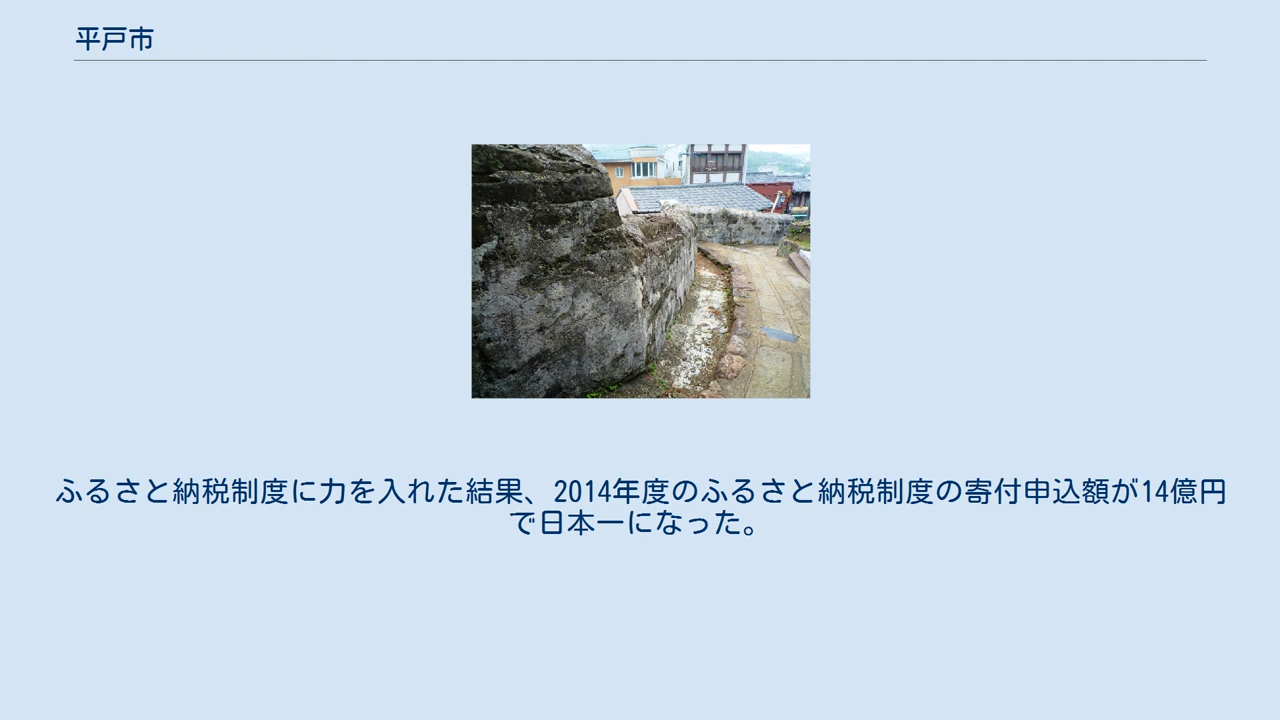 平戸市
ふるさと納税制度に力を入れた結果、2014年度のふるさと納税制度の寄付申込額が14億円
で日本一になった。